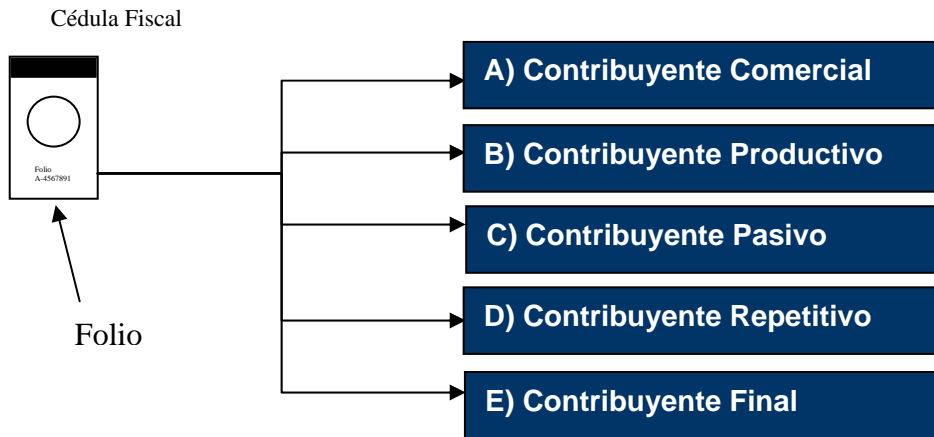 Cédula Fiscal
A) Contribuyente Comercial
B) Contribuyente Productivo
Folio
A-4567891
C) Contribuyente Pasivo
D) Contribuyente Repetitivo
Folio
E) Contribuyente Final